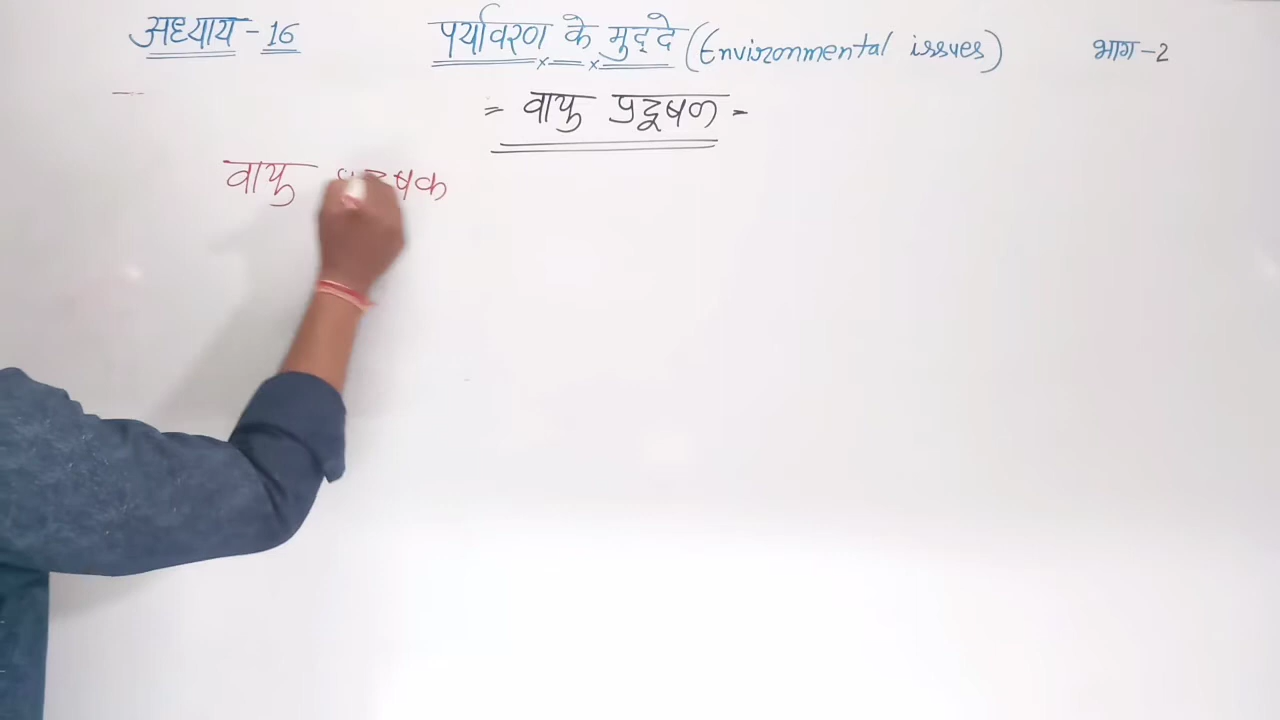 अध्याय - 16 पर्यावरण के मुद्दे (Environmental issues) भाग - 2
= वायु प्रदूषण -
वायु